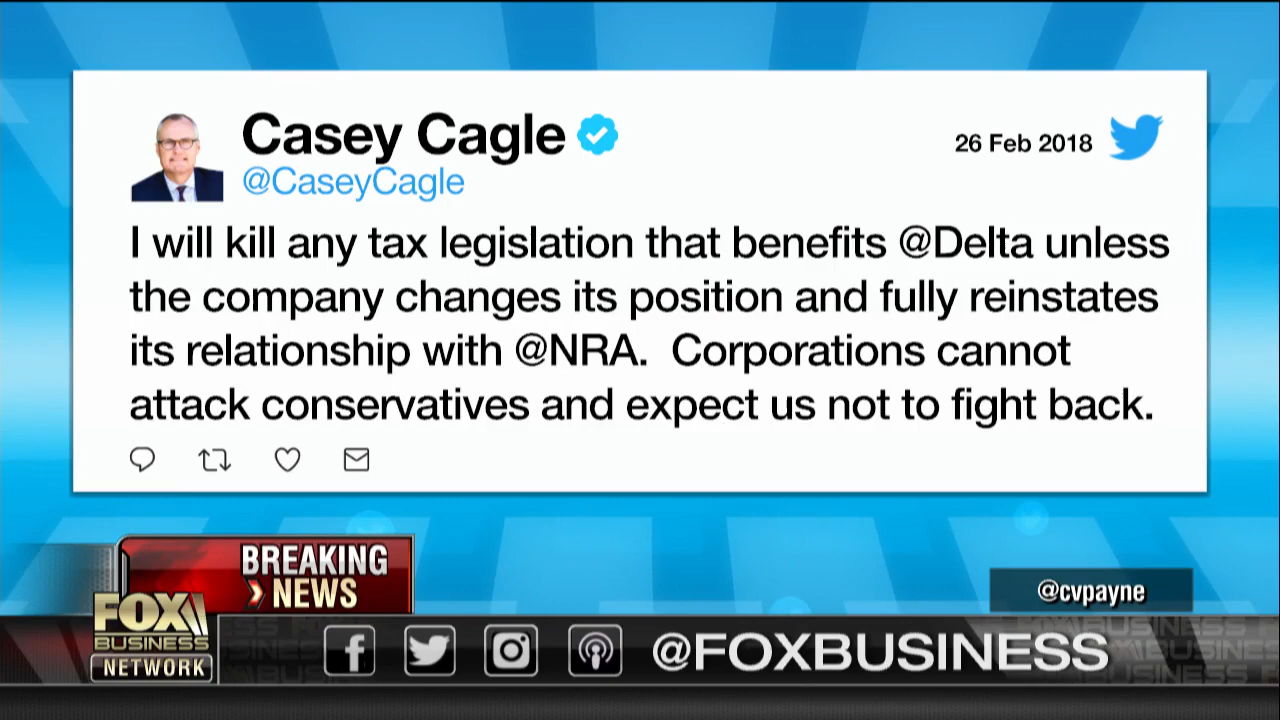 Casey Cagle
26 Feb 2018
@CaseyCagle
I will kill any tax legislation that benefits @Delta unless
the company changes its position and fully reinstates
its relationship with @NRA.  Corporations cannot
attack conservatives and expect us not to fight back.
BREAKING
NEWS
@cvpayne
FOX
BUSINESS
NETWORK
@FOXBUSINESS